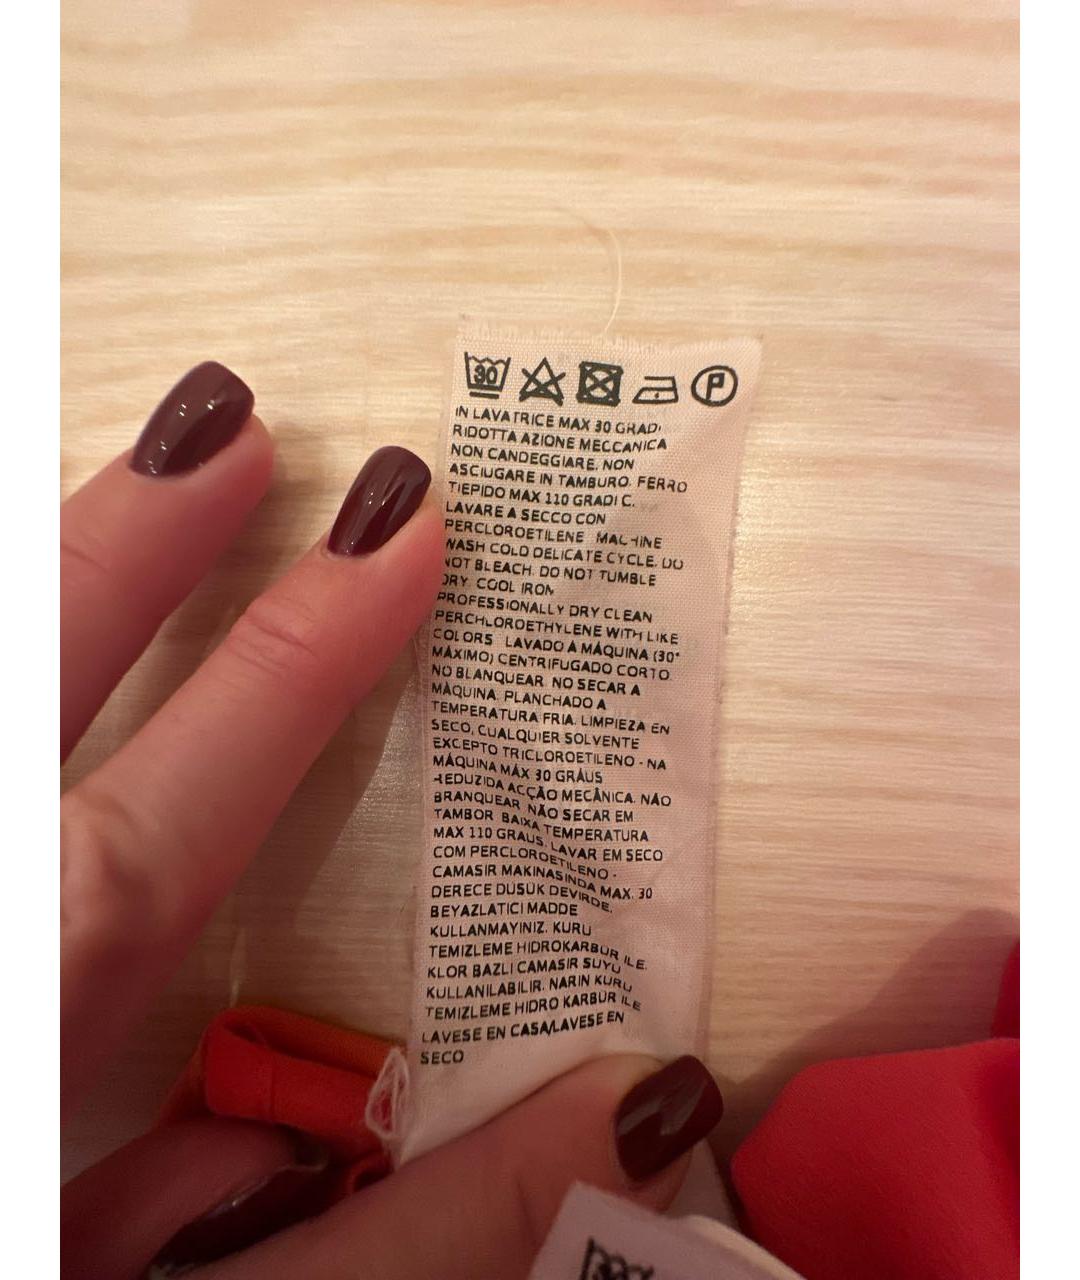 30 P
IN LAVATRICE MAX 30 GRADI
RIDOTTA AZIONE MECCANICA
NON CANDEGGIARE. NON
ASCIUGARE IN TAMBURO. FERRO
TIEPIDO MAX 110 GRADI C.
LAVARE A SECCO CON
PERCLOROETILENE MACHINE
WASH COLD DELICATE CYCLE. DO
NOT BLEACH. DO NOT TUMBLE
DRY. COOL IRON
PROFESSIONALLY DRY CLEAN
PERCHLOROETHYLENE WITH LIKE
COLORS LAVADO A MÁQUINA (30°
MÁXIMO) CENTRIFUGADO CORTO.
NO BLANQUEAR. NO SECAR A
MÁQUINA. PLANCHADO A
TEMPERATURA FRIA. LIMPIEZA EN
SECO, CUALQUIER SOLVENTE
EXCEPTO TRICLOROETILENO - NA
MÁQUINA MÁX 30 GRÁUS
REDUZIDA ACÇÃO MECÂNICA. NÃO
BRANQUEAR NÃO SECAR EM
TAMBOR BAIXA TEMPERATURA
MAX 110 GRAUS. LAVAR EM SECO
COM PERCLOROETILENO -
CAMASIR MAKINASINDA MAX. 30
DERECE DUSUK DEVIRDE.
BEYAZLATICI MADDE
KULLANMAYINIZ. KURU
TEMIZLEME HIDROKARBUR ILE.
KLOR BAZLI CAMASIR SUYU
KULLANILABILIR. NARIN KURU
TEMIZLEME HIDRO KARBUR ILE
LAVESE EN CASA/LAVESE EN
SECO